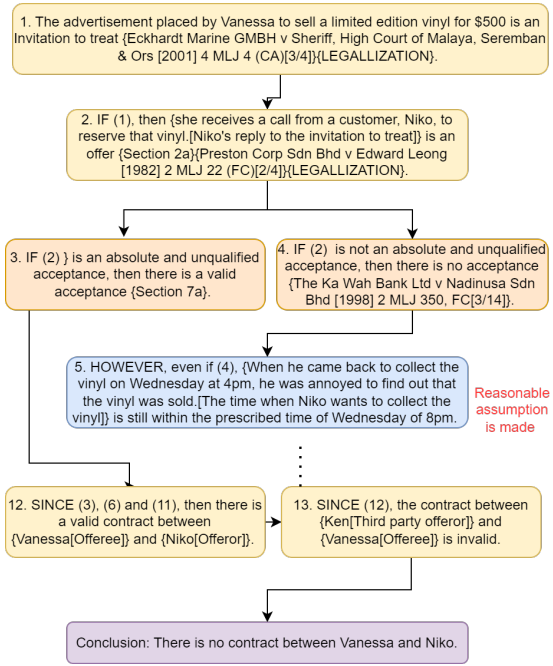 1. The advertisement placed by Vanessa to sell a limited edition vinyl for $500 is an
Invitation to treat {Eckhardt Marine GMBH v Sheriff, High Court of Malaya, Seremban
& Ors [2001] 4 MLJ 4 (CA)[3/4]}{LEGALLIZATION}.
2. IF (1), then {she receives a call from a customer, Niko, to
reserve that vinyl.[Niko's reply to the invitation to treat]} is an
offer {Section 2a}{Preston Corp Sdn Bhd v Edward Leong
[1982] 2 MLJ 22 (FC)[2/4]}{LEGALLIZATION}.
3. IF (2) } is an absolute and unqualified
acceptance, then there is a valid
acceptance {Section 7a}.
4. IF (2)  is not an absolute and unqualified
acceptance, then there is no acceptance
{The Ka Wah Bank Ltd v Nadinusa Sdn
Bhd [1998] 2 MLJ 350, FC[3/14]}.
5. HOWEVER, even if (4), {When he came back to collect the
vinyl on Wednesday at 4pm, he was annoyed to find out that
the vinyl was sold.[The time when Niko wants to collect the
vinyl]} is still within the prescribed time of Wednesday of 8pm.
Reasonable
assumption
is made
12. SINCE (3), (6) and (11), then there is
a valid contract between
{Vanessa[Offeree]} and {Niko[Offeror]}.
13. SINCE (12), the contract between
{Ken[Third party offeror]} and
{Vanessa[Offeree]} is invalid.
Conclusion: There is no contract between Vanessa and Niko.